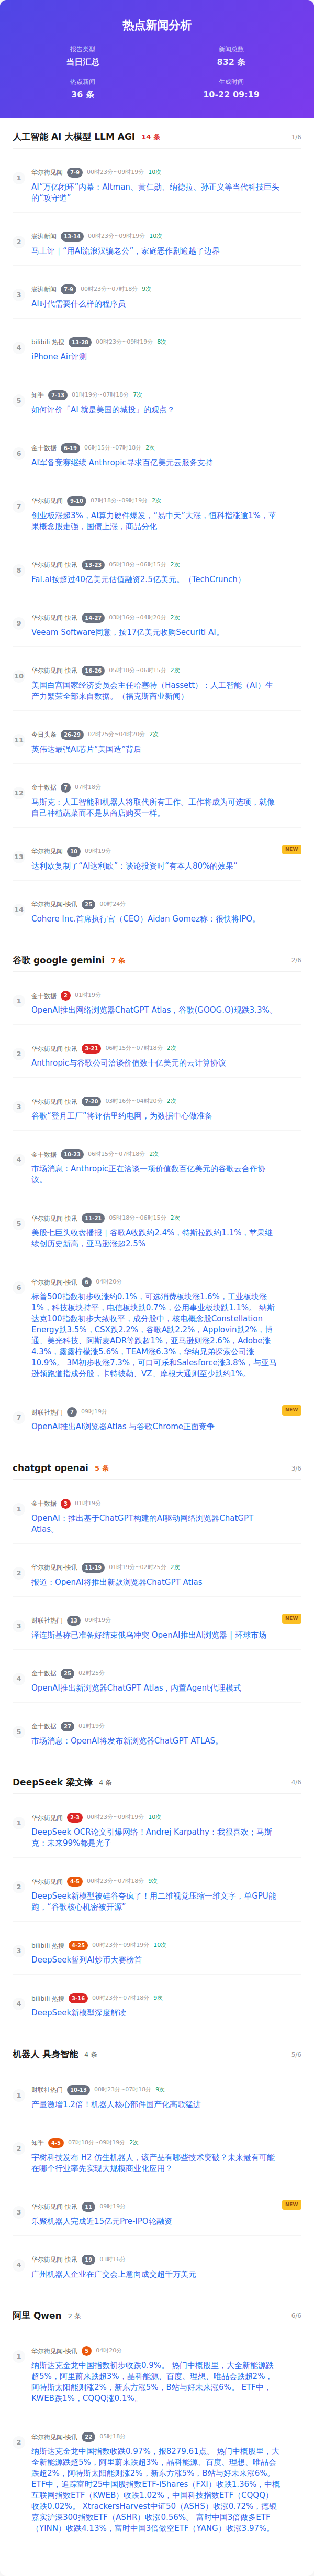 热点新闻分析
报告类型
新闻总数
当日汇总
832 条
热点新闻
生成时间
36 条
10-22 09:19
人工智能 AI 大模型 LLM AGI 14 条 1/6
1 华尔街见闻 7-9 00时23分~09时19分 10次
AI“万亿闭环”内幕：Altman、黄仁勋、纳德拉、孙正义等当代科技巨头
的“攻守道”
2 澎湃新闻 13-14 00时23分~09时19分 10次
马上评｜“用AI流浪汉骗老公”，家庭恶作剧逾越了边界
3 澎湃新闻 7-9 00时23分~07时18分 9次
AI时代需要什么样的程序员
4 bilibili 热搜 13-28 00时23分~09时19分 8次
iPhone Air评测
5 知乎 7-13 01时19分~07时18分 7次
如何评价「AI 就是美国的城投」的观点？
6 金十数据 6-19 06时15分~07时18分 2次
AI军备竞赛继续 Anthropic寻求百亿美元云服务支持
7 华尔街见闻 9-10 07时18分~09时19分 2次
创业板涨超3%，AI算力硬件爆发，“易中天”大涨，恒科指涨逾1%，苹
果概念股走强，国债上涨，商品分化
8 华尔街见闻-快讯 13-23 05时18分~06时15分 2次
Fal.ai按超过40亿美元估值融资2.5亿美元。（TechCrunch）
9 华尔街见闻-快讯 14-27 03时16分~04时20分 2次
Veeam Software同意，按17亿美元收购Securiti AI。
10 华尔街见闻-快讯 16-26 05时18分~06时15分 2次
美国白宫国家经济委员会主任哈塞特（Hassett）：人工智能（AI）生
产力繁荣全部来自数据。（福克斯商业新闻）
11 今日头条 26-29 02时25分~04时20分 2次
英伟达最强AI芯片“美国造”背后
12 金十数据 7 07时18分
马斯克：人工智能和机器人将取代所有工作。工作将成为可选项，就像
自己种植蔬菜而不是从商店购买一样。
13 华尔街见闻 10 09时19分 NEW
达利欧复制了“AI达利欧”：谈论投资时“有本人80%的效果”
14 华尔街见闻-快讯 25 00时24分
Cohere Inc.首席执行官（CEO）Aidan Gomez称：很快将IPO。
谷歌 google gemini 7 条 2/6
1 金十数据 2 01时19分
OpenAI推出网络浏览器ChatGPT Atlas，谷歌(GOOG.O)现跌3.3%。
2 华尔街见闻-快讯 3-21 06时15分~07时18分 2次
Anthropic与谷歌公司洽谈价值数十亿美元的云计算协议
3 华尔街见闻-快讯 7-20 03时16分~04时20分 2次
谷歌“登月工厂”将评估里约电网，为数据中心做准备
4 金十数据 10-23 06时15分~07时18分 2次
市场消息：Anthropic正在洽谈一项价值数百亿美元的谷歌云合作协
议。
5 华尔街见闻-快讯 11-21 05时18分~06时15分 2次
美股七巨头收盘播报｜谷歌A收跌约2.4%，特斯拉跌约1.1%，苹果继
续创历史新高，亚马逊涨超2.5%
6 华尔街见闻-快讯 6 04时20分
标普500指数初步收涨约0.1%，可选消费板块涨1.6%，工业板块涨
1%，科技板块持平，电信板块跌0.7%，公用事业板块跌1.1%。 纳斯
达克100指数初步大致收平，成分股中，核电概念股Constellation
Energy跌3.5%，CSX跌2.2%，谷歌A跌2.2%，Applovin跌2%，博
通、美光科技、阿斯麦ADR等跌超1%，亚马逊则涨2.6%，Adobe涨
4.3%，露露柠檬涨5.6%，TEAM涨6.3%，华纳兄弟探索公司涨
10.9%。 3M初步收涨7.3%，可口可乐和Salesforce涨3.8%，与亚马
逊领跑道指成分股，卡特彼勒、VZ、摩根大通则至少跌约1%。
7 财联社热门 7 09时19分 NEW
OpenAI推出AI浏览器Atlas 与谷歌Chrome正面竞争
chatgpt openai 5 条 3/6
1 金十数据 3 01时19分
OpenAI：推出基于ChatGPT构建的AI驱动网络浏览器ChatGPT
Atlas。
2 华尔街见闻-快讯 11-19 01时19分~02时25分 2次
报道：OpenAI将推出新款浏览器ChatGPT Atlas
3 财联社热门 13 09时19分 NEW
泽连斯基称已准备好结束俄乌冲突 OpenAI推出AI浏览器 | 环球市场
4 金十数据 25 02时25分
OpenAI推出新浏览器ChatGPT Atlas，内置Agent代理模式
5 金十数据 27 01时19分
市场消息：OpenAI将发布新浏览器ChatGPT ATLAS。
DeepSeek 梁文锋 4 条 4/6
1 华尔街见闻 2-3 00时23分~09时19分 10次
DeepSeek OCR论文引爆网络！Andrej Karpathy：我很喜欢；马斯
克：未来99%都是光子
2 华尔街见闻 4-5 00时23分~07时18分 9次
DeepSeek新模型被硅谷夸疯了！用二维视觉压缩一维文字，单GPU能
跑，“谷歌核心机密被开源”
3 bilibili 热搜 4-25 00时23分~09时19分 10次
DeepSeek暂列AI炒币大赛榜首
4 bilibili 热搜 3-16 00时23分~07时18分 9次
DeepSeek新模型深度解读
机器人 具身智能 4 条 5/6
1 财联社热门 10-13 00时23分~07时18分 9次
产量激增1.2倍！机器人核心部件国产化高歌猛进
2 知乎 4-5 07时18分~09时19分 2次
宇树科技发布 H2 仿生机器人，该产品有哪些技术突破？未来最有可能
在哪个行业率先实现大规模商业化应用？
3 华尔街见闻-快讯 11 09时19分 NEW
乐聚机器人完成近15亿元Pre-IPO轮融资
4 华尔街见闻-快讯 19 03时16分
广州机器人企业在广交会上意向成交超千万美元
阿里 Qwen 2 条 6/6
1 华尔街见闻-快讯 5 04时20分
纳斯达克金龙中国指数初步收跌0.9%。 热门中概股里，大全新能源跌
超5%，阿里蔚来跌超3%，晶科能源、百度、理想、唯品会跌超2%，
阿特斯太阳能则涨2%，新东方涨5%，B站与好未来涨6%。 ETF中，
KWEB跌1%，CQQQ涨0.1%。
2 华尔街见闻-快讯 22 05时18分
纳斯达克金龙中国指数收跌0.97%，报8279.61点。 热门中概股里，大
全新能源跌超5%，阿里蔚来跌超3%，晶科能源、百度、理想、唯品会
跌超2%，阿特斯太阳能则涨2%，新东方涨5%，B站与好未来涨6%。
ETF中，追踪富时25中国股指数ETF-iShares（FXI）收跌1.36%，中概
互联网指数ETF（KWEB）收跌1.02%，中国科技指数ETF（CQQQ）
收跌0.02%。 XtrackersHarvest中证50（ASHS）收涨0.72%，德银
嘉实沪深300指数ETF（ASHR）收涨0.56%。 富时中国3倍做多ETF
（YINN）收跌4.13%，富时中国3倍做空ETF（YANG）收涨3.97%。